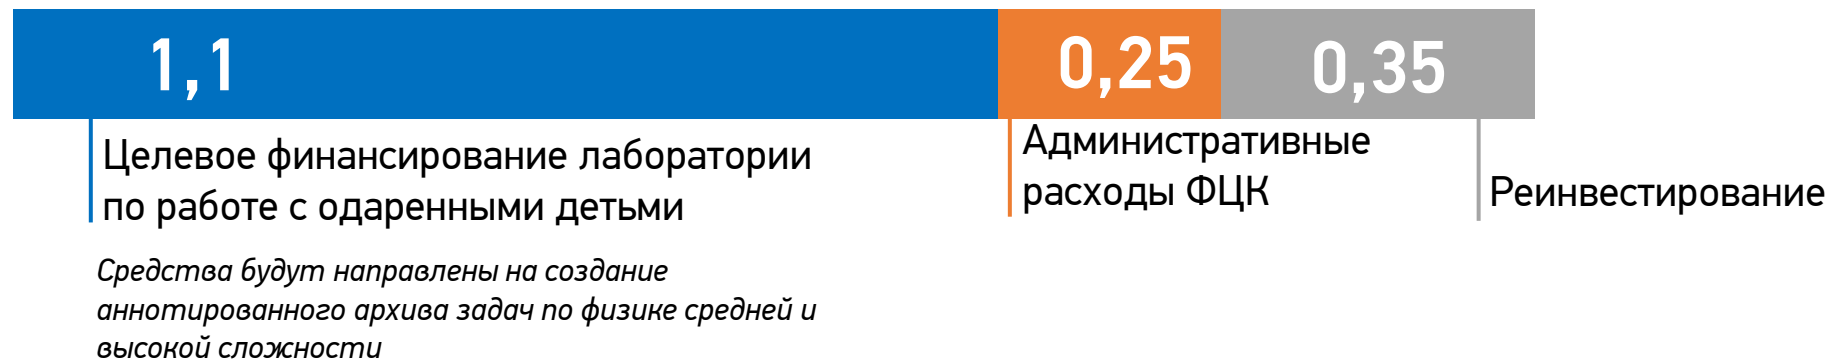 1,1
0,25
0,35
Целевое финансирование лаборатории
по работе с одаренными детьми
Средства будут направлены на создание
аннотированного архива задач по физике средней и
высокой сложности
Административные
расходы ФЦК
Реинвестирование